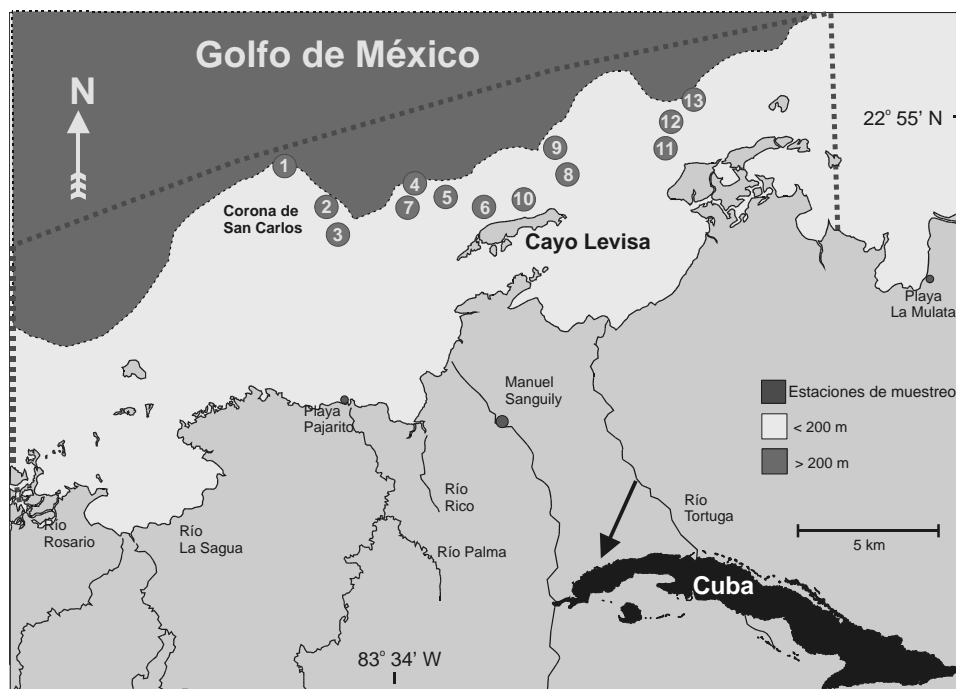 Golfo de México
N
22° 55' N
13
12
11
9
8
1
4
5
7
2
6
10
3
Corona de
San Carlos
Cayo Levisa
Playa
La Mulata
Manuel
Sanguily
Estaciones de muestreo
< 200 m
> 200 m
Playa
Pajarito
Río
Rico
Río
Tortuga
Río
Rosario
Río
La Sagua
Río Palma
5 km
Cuba
83° 34' W